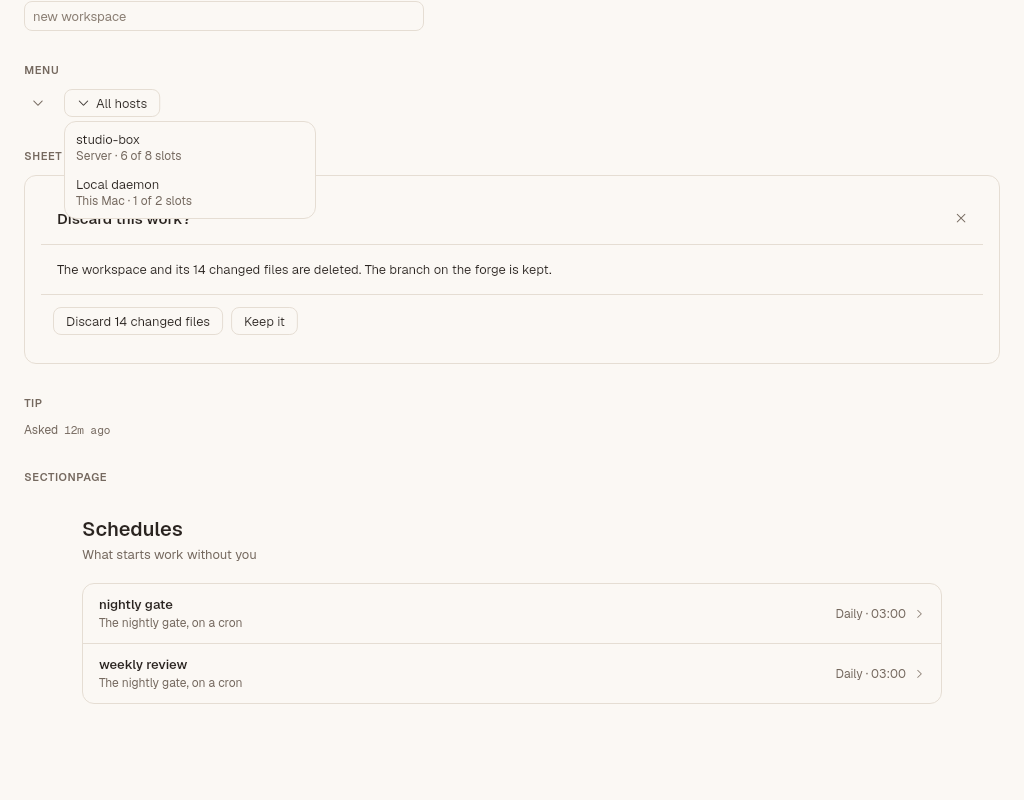 new workspace
MENU
All hosts
studio-box
Server · 6 of 8 slots
SHEET
Local daemon
This Mac · 1 of 2 slots
Discard this work?
The workspace and its 14 changed files are deleted. The branch on the forge is kept.
Discard 14 changed files
Keep it
TIP
Asked 12m ago
SECTIONPAGE
Schedules
What starts work without you
nightly gate
The nightly gate, on a cron
Daily · 03:00
weekly review
The nightly gate, on a cron
Daily · 03:00